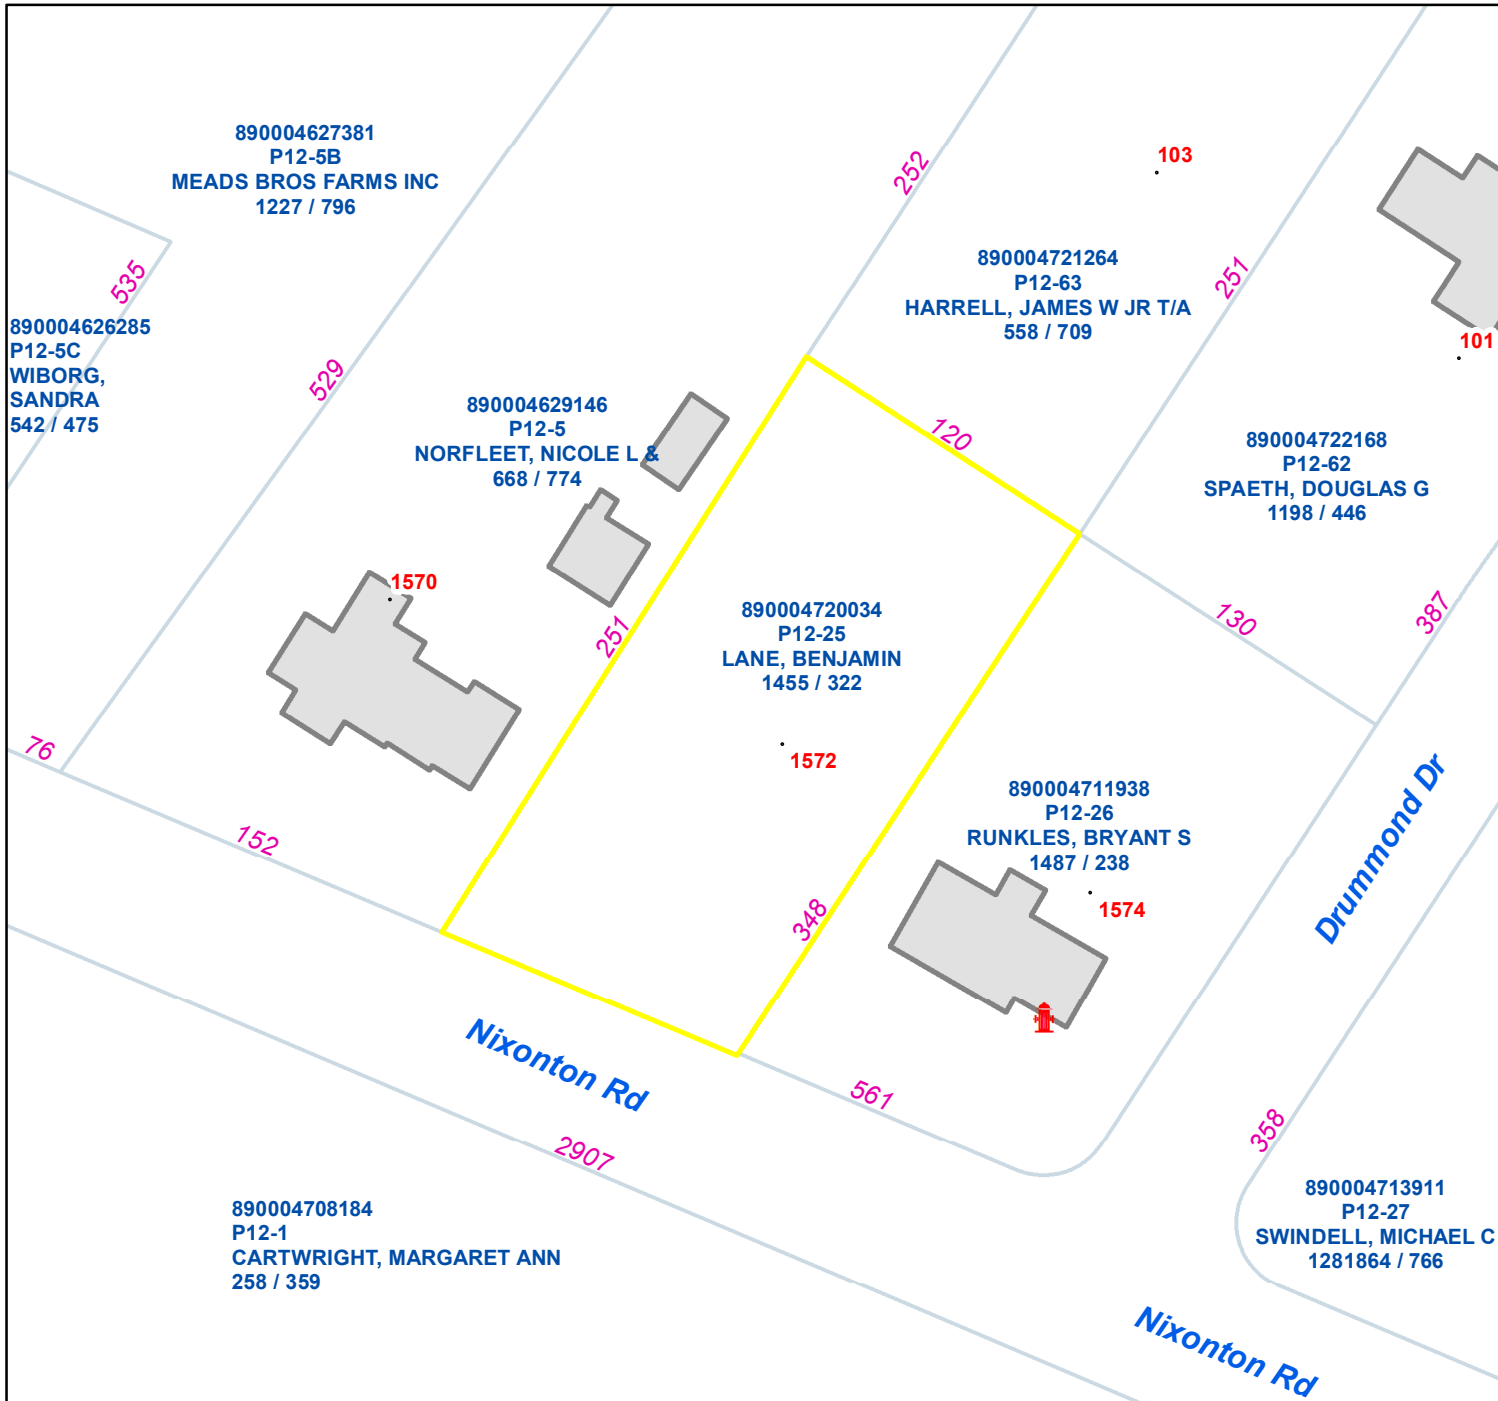 890004627381
P12-5B
MEADS BROS FARMS INC
1227 / 796
252
103
535
529
890004626285
P12-5C
WIBORG,
SANDRA
542 / 475
890004721264
P12-63
HARRELL, JAMES W JR T/A
558 / 709
251
101
890004629146
P12-5
NORFLEET, NICOLE L &
668 / 774
120
890004722168
P12-62
SPAETH, DOUGLAS G
1198 / 446
1570
251
890004720034
P12-25
LANE, BENJAMIN
1455 / 322
130
387
76
1572
152
890004711938
P12-26
RUNKLES, BRYANT S
1487 / 238
1574
348
Drummond Dr
Nixonton Rd
561
2907
358
890004708184
P12-1
CARTWRIGHT, MARGARET ANN
258 / 359
890004713911
P12-27
SWINDELL, MICHAEL C
1281864 / 766
Nixonton Rd